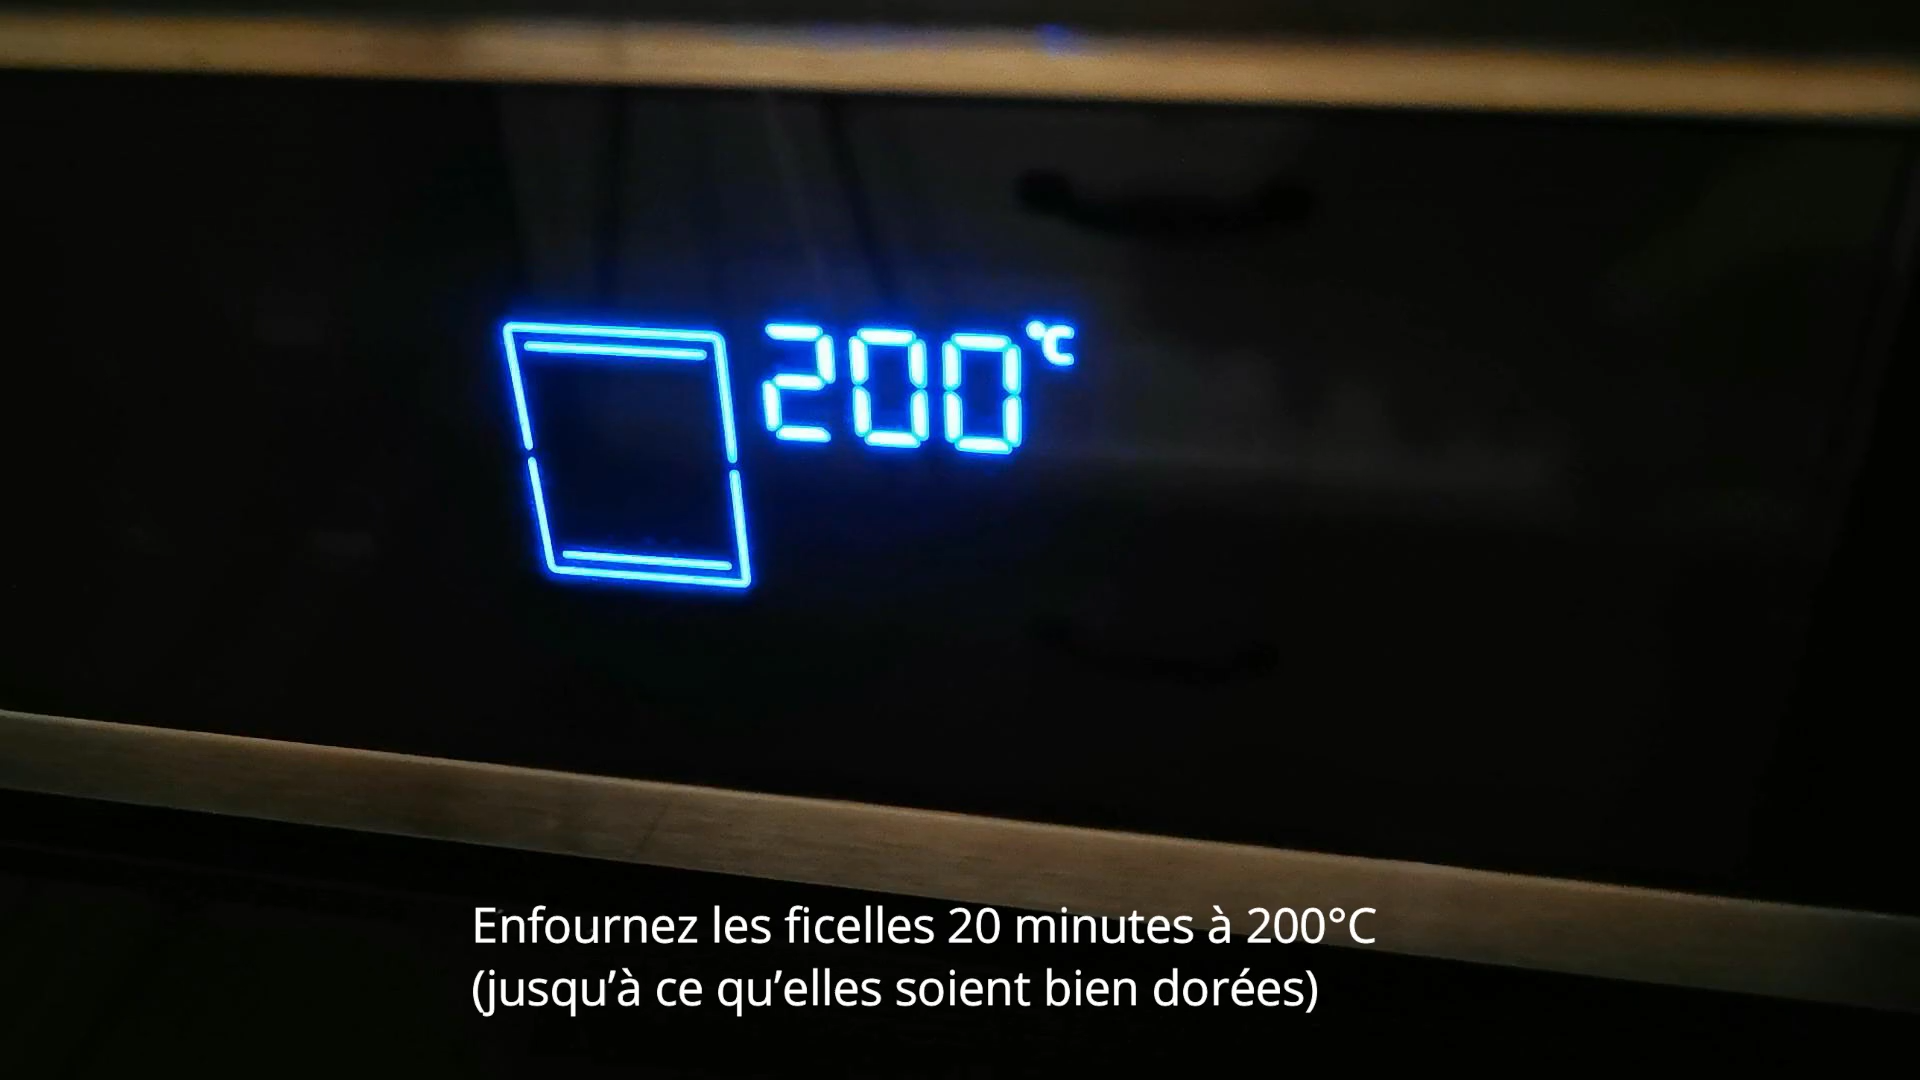 200°C
Enfournez les ficelles 20 minutes à 200°C
(jusqu’à ce qu’elles soient bien dorées)